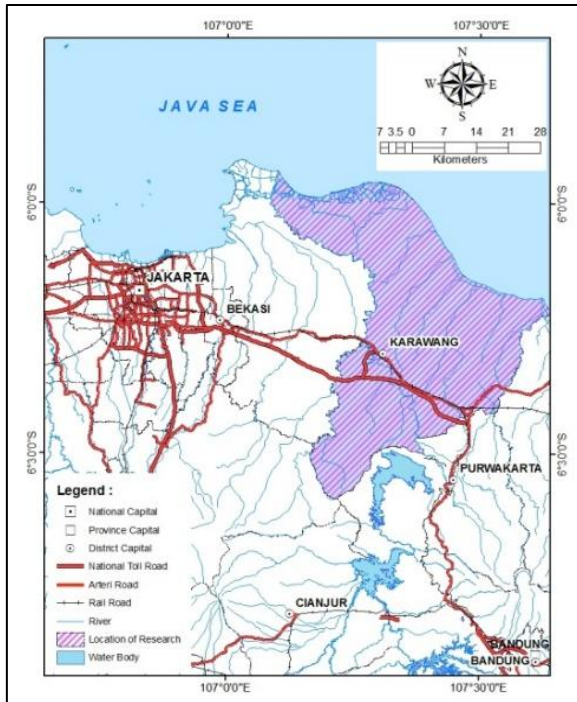 107°0'0"E 107°30'0"E
N
W E
S
7 3.5 0 7 14 21 28
Kilometers
JAVA SEA
6°0'0"S 6°0'0"S
JAKARTA
BEKASI
KARAWANG
6°30'0"S 6°30'0"S
PURWAKARTA
CIANJUR
BANDUNG
BANDUNG
Legend :
National Capital
Province Capital
District Capital
National Toll Road
Arteri Road
Rail Road
River
Location of Research
Water Body
107°0'0"E 107°30'0"E